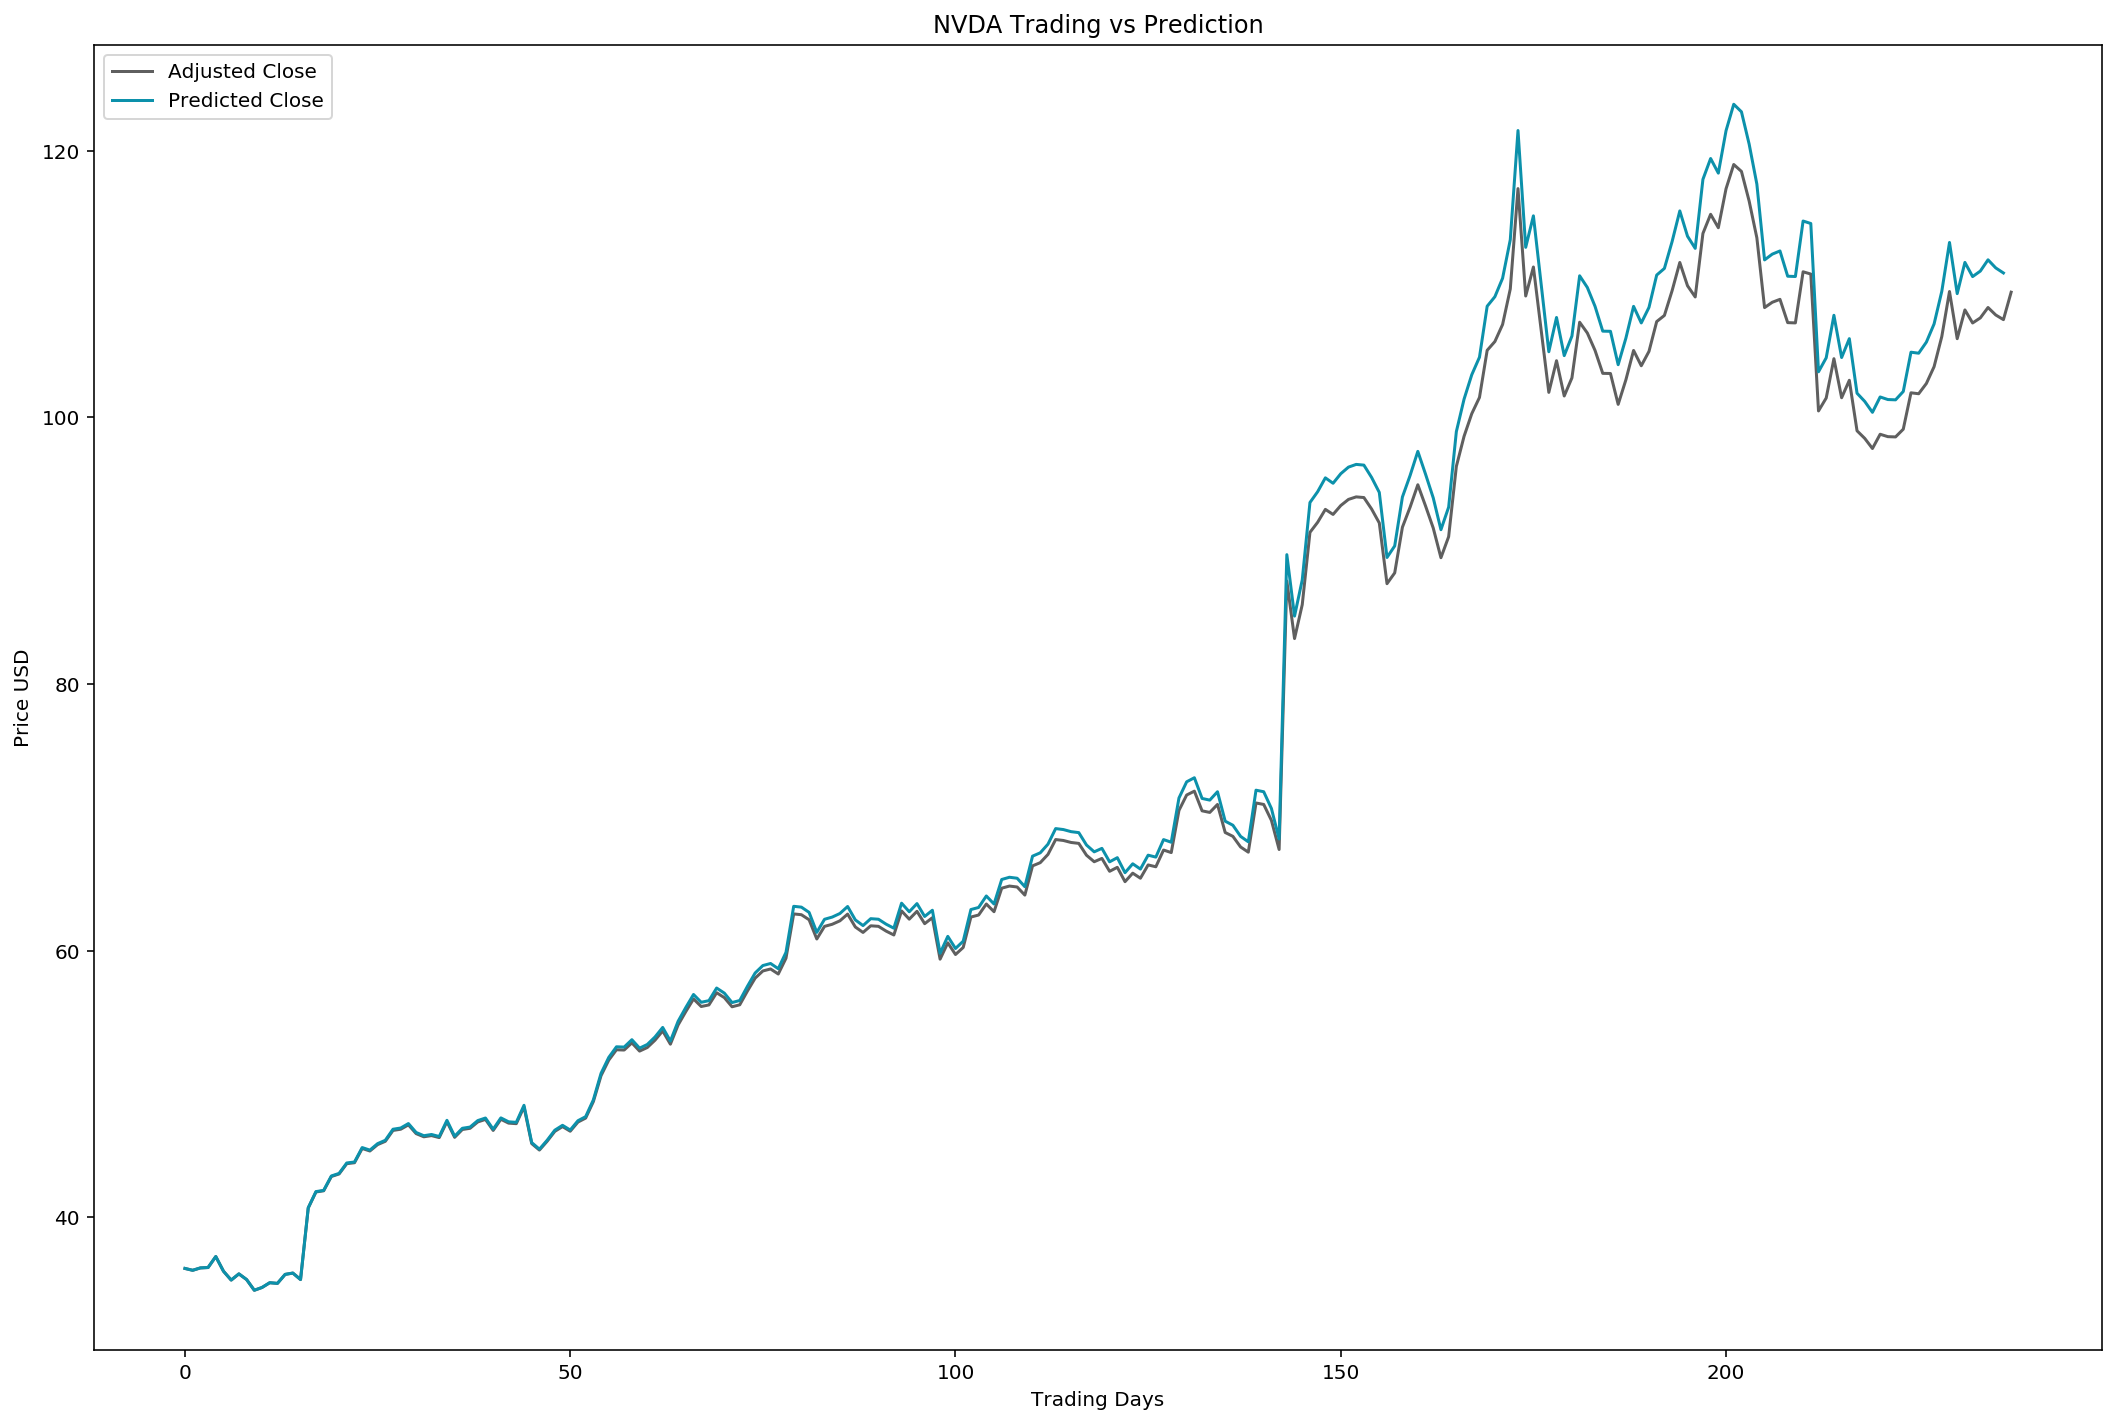 NVDA Trading vs Prediction
Adjusted Close
Predicted Close
120
100
80
60
40
Price USD
0 50 100 150 200
Trading Days